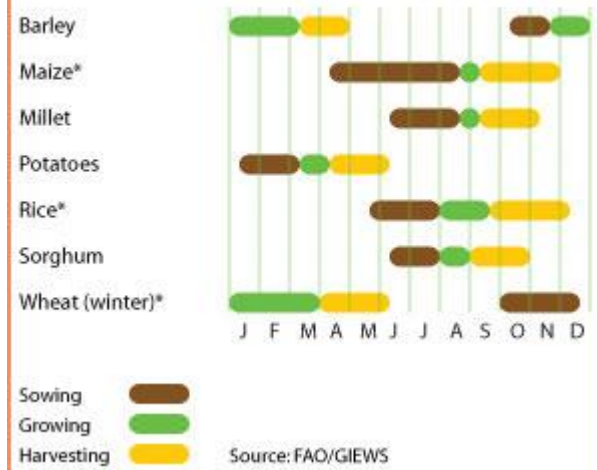 Barley
Maize*
Millet
Potatoes
Rice*
Sorghum
Wheat (winter)*
J F M A M J J A S O N D
Sowing
Growing
Harvesting
Source: FAO/GIEWS